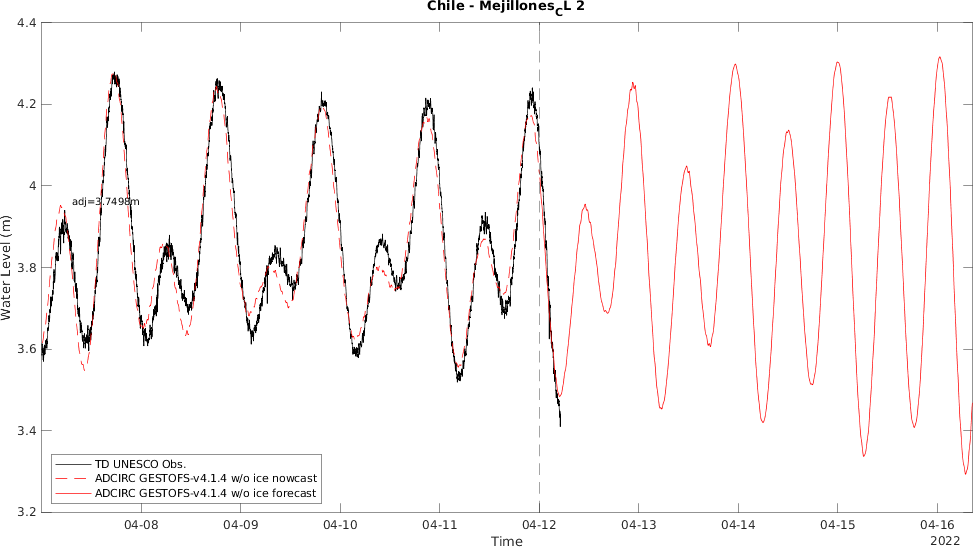 Chile - Mejillones_CL 2
4.4
4.2
4
3.8
3.6
3.4
3.2
Water Level (m)
adj=3.7498m
TD UNESCO Obs.
ADCIRC GESTOFS-v4.1.4 w/o ice nowcast
ADCIRC GESTOFS-v4.1.4 w/o ice forecast
04-08 04-09 04-10 04-11 04-12 04-13 04-14 04-15 04-16
Time
2022